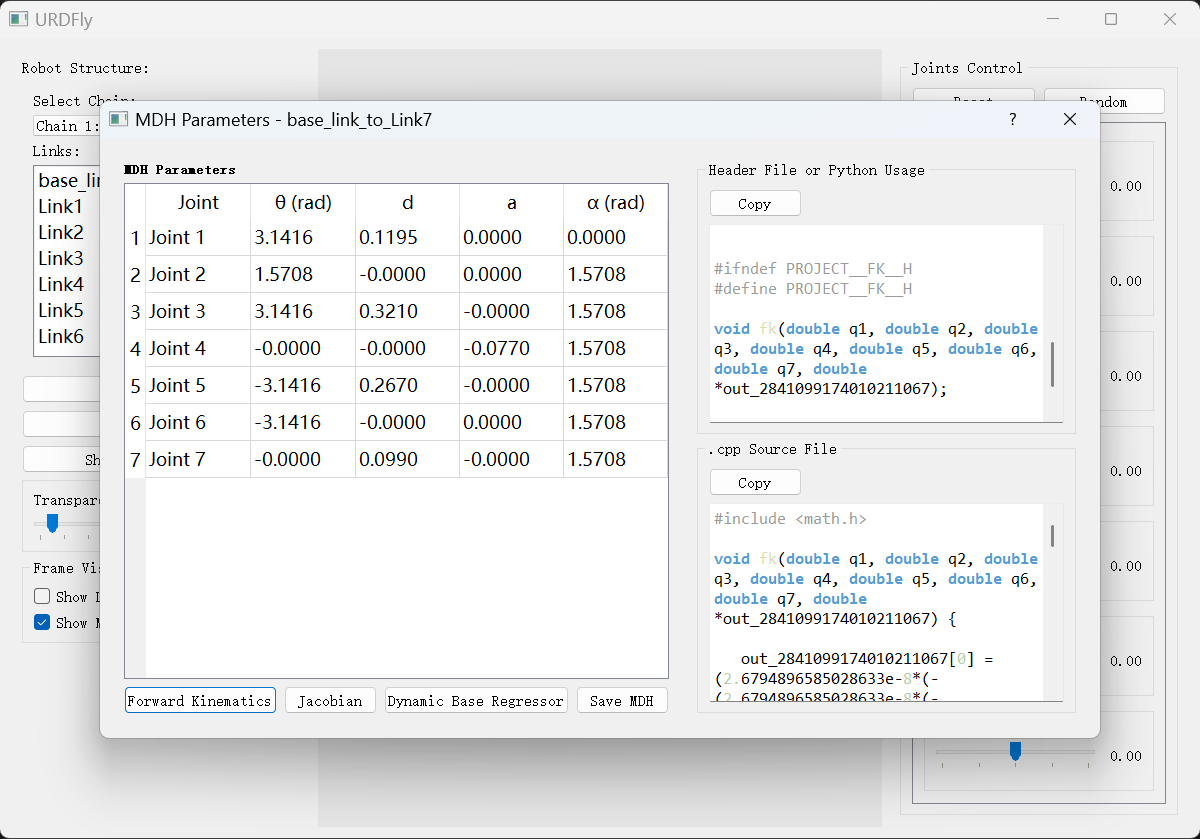 URDFly
Robot Structure:
Select Chain:
Chain 1:
Links:
Link1
Link2
Link3
Link4
Link5
Link6
Show
Show
Joints Control
Reset
Random
0.00
0.00
0.00
0.00
0.00
0.00
0.00
MDH Parameters - base_link_to_Link7
?
MDH Parameters
Joint θ (rad) d a α (rad)
1 Joint 1 3.1416 0.1195 0.0000 0.0000
2 Joint 2 1.5708 -0.0000 0.0000 1.5708
3 Joint 3 3.1416 0.3210 -0.0000 1.5708
4 Joint 4 -0.0000 -0.0000 -0.0770 1.5708
5 Joint 5 -3.1416 0.2670 -0.0000 1.5708
6 Joint 6 -3.1416 -0.0000 0.0000 1.5708
7 Joint 7 -0.0000 0.0990 -0.0000 1.5708
Forward Kinematics
Jacobian
Dynamic Base Regressor
Save MDH
Header File or Python Usage
Copy
#ifndef PROJECT__FK__H
#define PROJECT__FK__H
void fk(double q1, double q2, double
q3, double q4, double q5, double q6,
double q7, double
*out_2841099174010211067);
.cpp Source File
Copy
#include <math.h>
void fk(double q1, double q2, double
q3, double q4, double q5, double q6,
double q7, double
*out_2841099174010211067) {
out_2841099174010211067[0] =
(2.6794896585028633e-8*(-
(2.6794896585028633e-8*(-